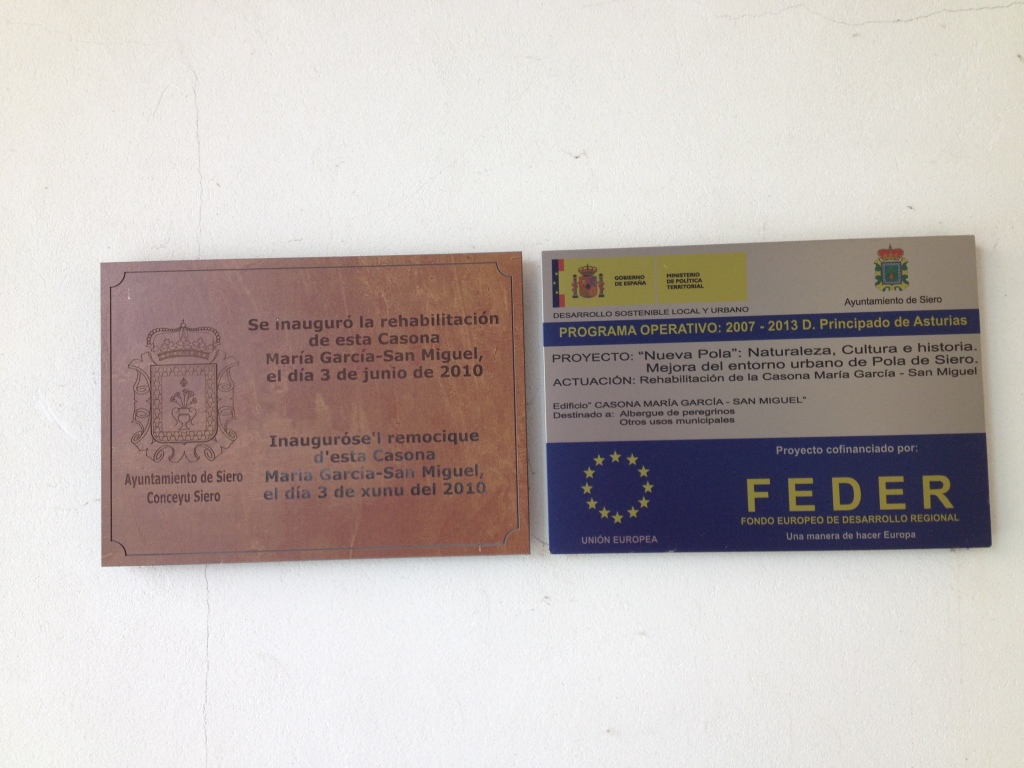 Se inauguró la rehabilitación
de esta Casona
María García-San Miguel,
el día 3 de junio de 2010
Inauguróse'l remocique
d'esta Casona
María García-San Miguel,
el día 3 de xunu del 2010
Ayuntamiento de Siero
Conceyu Siero
GOBIERNO
DE ESPAÑA
MINISTERIO
DE POLÍTICA
TERRITORIAL
Ayuntamiento de Siero
DESARROLLO SOSTENIBLE LOCAL Y URBANO
PROGRAMA OPERATIVO: 2007 - 2013 D. Principado de Asturias
PROYECTO: "Nueva Pola": Naturaleza, Cultura e historia.
Mejora del entorno urbano de Pola de Siero.
ACTUACIÓN: Rehabilitación de la Casona María García - San Miguel
Edificio" CASONA MARÍA GARCÍA - SAN MIGUEL"
Destinado a: Albergue de peregrinos
Otros usos municipales
Proyecto cofinanciado por:
FEDER
FONDO EUROPEO DE DESARROLLO REGIONAL
Una manera de hacer Europa
UNIÓN EUROPEA